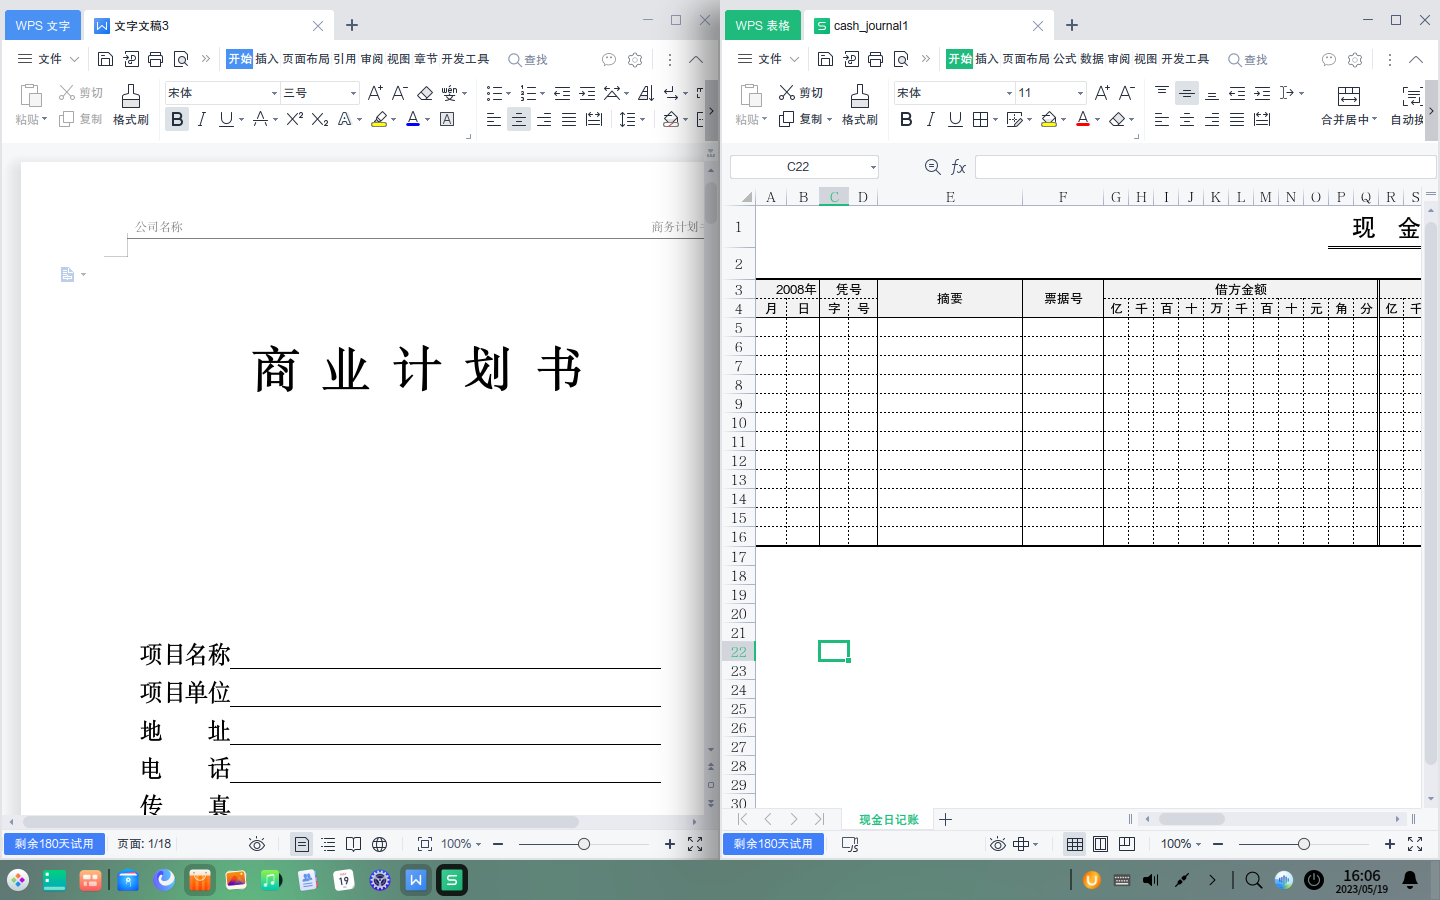 WPS 文字
文字文稿3
文件
开始 插入 页面布局 引用 审阅 视图 章节 开发工具
查找
粘贴
剪切
复制
格式刷
宋体
三号
公司名称
商务计划
商业计划书
项目名称
项目单位
地 址
电 话
传 真
剩余180天试用
页面: 1/18
100%
WPS 表格
cash_journal1
文件
开始 插入 页面布局 公式 数据 审阅 视图 开发工具
查找
粘贴
剪切
复制
格式刷
宋体
11
合并居中
自动换
C22
fx
A B C D E F G H I J K L M N O P Q R S
1 现 金
2
3 2008年 凭号 摘要 票据号 借方金额
4 月 日 字 号 亿 千 百 十 万 千 百 十 元 角 分 亿 千
5
6
7
8
9
10
11
12
13
14
15
16
17
18
19
20
21
22
23
24
25
26
27
28
29
30
现金日记账
剩余180天试用
100%
16:06
2023/05/19